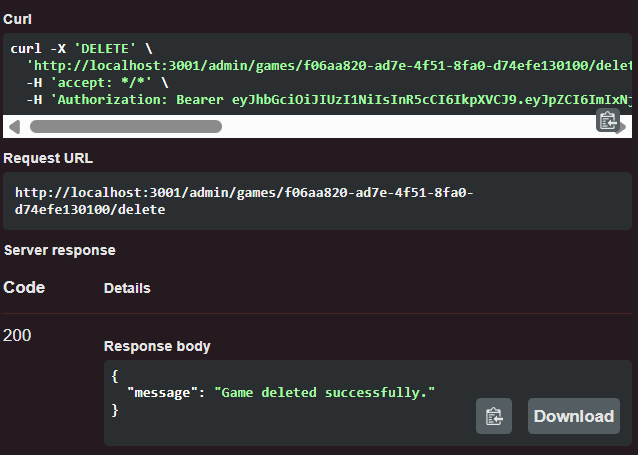 Curl
curl -X 'DELETE' \
'http://localhost:3001/admin/games/f06aa820-ad7e-4f51-8fa0-d74efe130100/delet
-H 'accept: */*' \
-H 'Authorization: Bearer eyJhbGciOiJIUzI1NiIsInR5cCI6IkpXVCJ9.eyJpZCI6ImIxNj
Request URL
http://localhost:3001/admin/games/f06aa820-ad7e-4f51-8fa0-
d74efe130100/delete
Server response
Code Details
200
Response body
{
"message": "Game deleted successfully."
}
Download